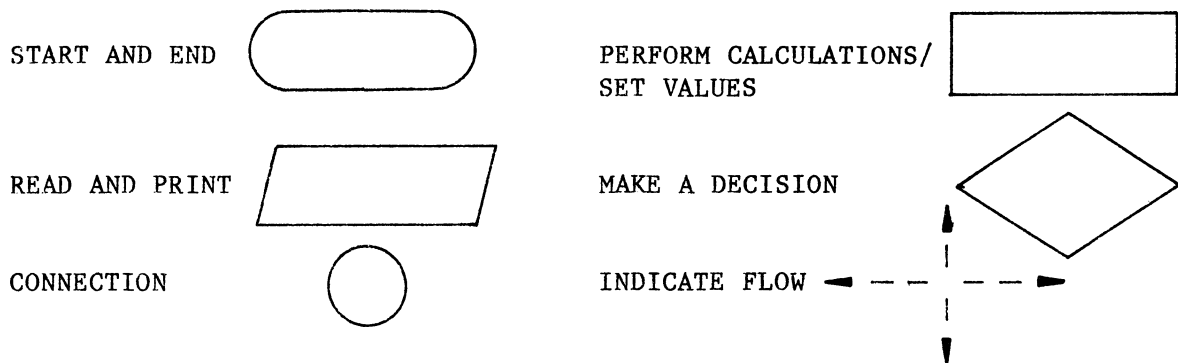 START AND END
PERFORM CALCULATIONS/
SET VALUES
READ AND PRINT
MAKE A DECISION
CONNECTION
INDICATE FLOW